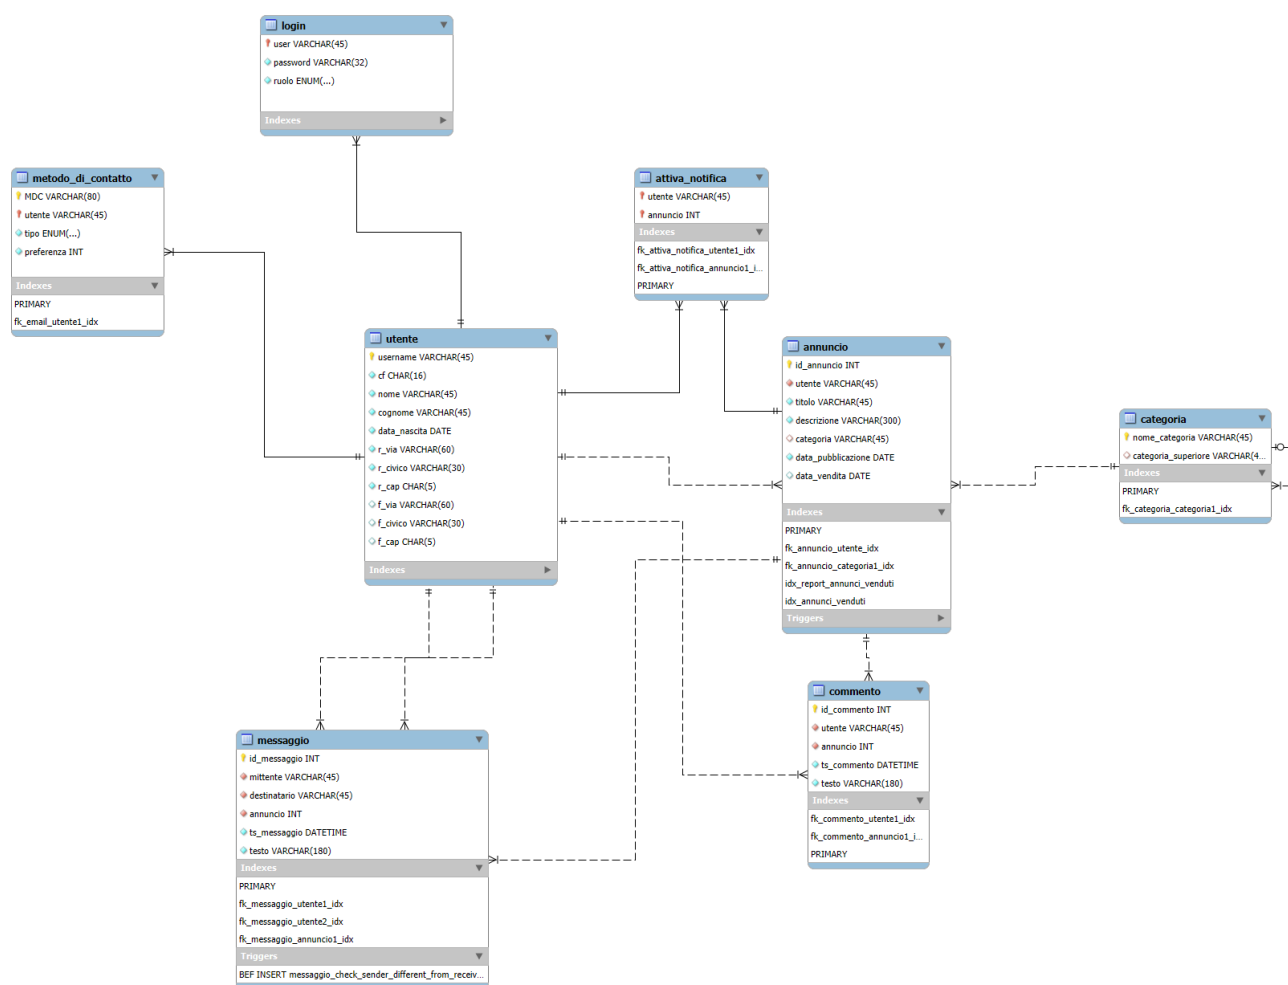 login
user VARCHAR(45)
password VARCHAR(32)
ruolo ENUM(...)
Indexes
metodo_di_contatto
MDC VARCHAR(80)
utente VARCHAR(45)
tipo ENUM(...)
preferenza INT
Indexes
PRIMARY
fk_email_utente1_idx
attiva_notifica
utente VARCHAR(45)
annuncio INT
Indexes
fk_attiva_notifica_utente1_idx
fk_attiva_notifica_annuncio1_i...
PRIMARY
utente
username VARCHAR(45)
cf CHAR(16)
nome VARCHAR(45)
cognome VARCHAR(45)
data_nascita DATE
r_via VARCHAR(60)
r_civico VARCHAR(30)
r_cap CHAR(5)
f_via VARCHAR(60)
f_civico VARCHAR(30)
f_cap CHAR(5)
Indexes
annuncio
id_annuncio INT
utente VARCHAR(45)
titolo VARCHAR(45)
descrizione VARCHAR(300)
categoria VARCHAR(45)
data_pubblicazione DATE
data_vendita DATE
Indexes
PRIMARY
fk_annuncio_utente_idx
fk_annuncio_categoria1_idx
idx_report_annunci_venduti
idx_annunci_venduti
Triggers
categoria
nome_categoria VARCHAR(45)
categoria_superiore VARCHAR(4...
Indexes
PRIMARY
fk_categoria_categoria1_idx
messaggio
id_messaggio INT
mittente VARCHAR(45)
destinatario VARCHAR(45)
annuncio INT
ts_messaggio DATETIME
testo VARCHAR(180)
Indexes
PRIMARY
fk_messaggio_utente1_idx
fk_messaggio_utente2_idx
fk_messaggio_annuncio1_idx
Triggers
BEF INSERT messaggio_check_sender_different_from_receiv...
commento
id_commento INT
utente VARCHAR(45)
annuncio INT
ts_commento DATETIME
testo VARCHAR(180)
Indexes
fk_commento_utente1_idx
fk_commento_annuncio1_i...
PRIMARY